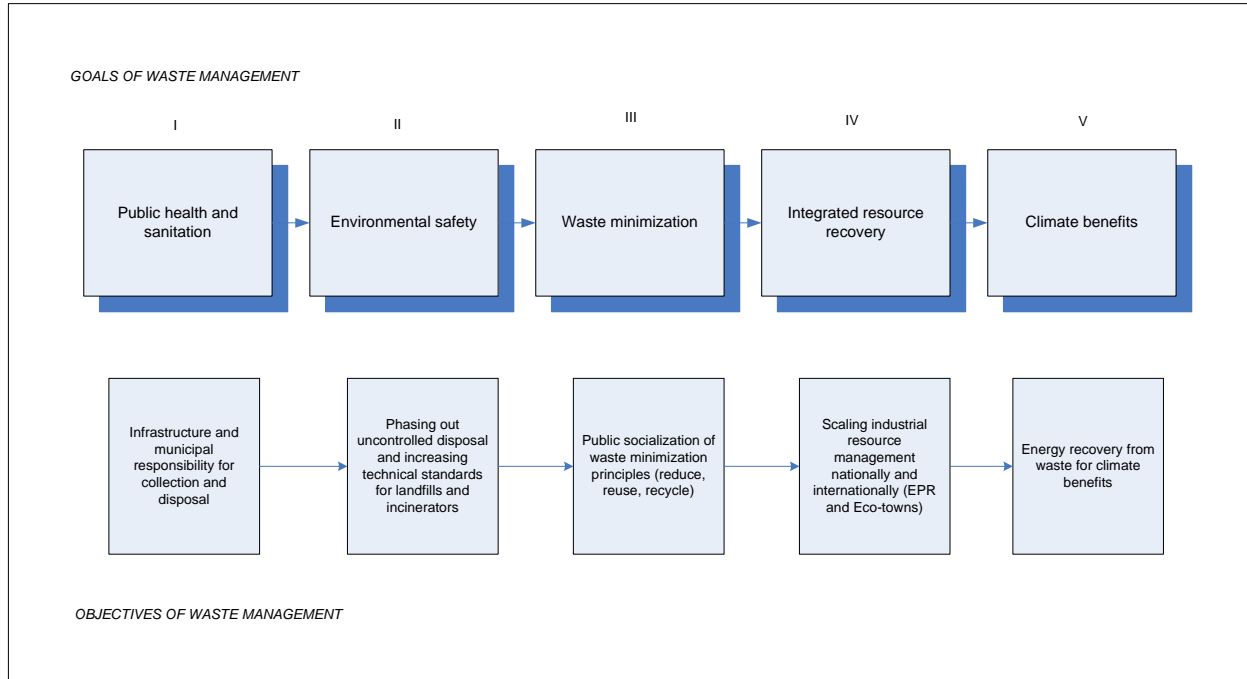 GOALS OF WASTE MANAGEMENT
I
II
III
IV
V
Public health and
sanitation
Environmental safety
Waste minimization
Integrated resource
recovery
Climate benefits
Infrastructure and
municipal
responsibility for
collection and
disposal
Phasing out
uncontrolled disposal
and increasing
technical standards
for landfills and
incinerators
Public socialization of
waste minimization
principles (reduce,
reuse, recycle)
Scaling industrial
resource
management
nationally and
internationally (EPR
and Eco-towns)
Energy recovery from
waste for climate
benefits
OBJECTIVES OF WASTE MANAGEMENT